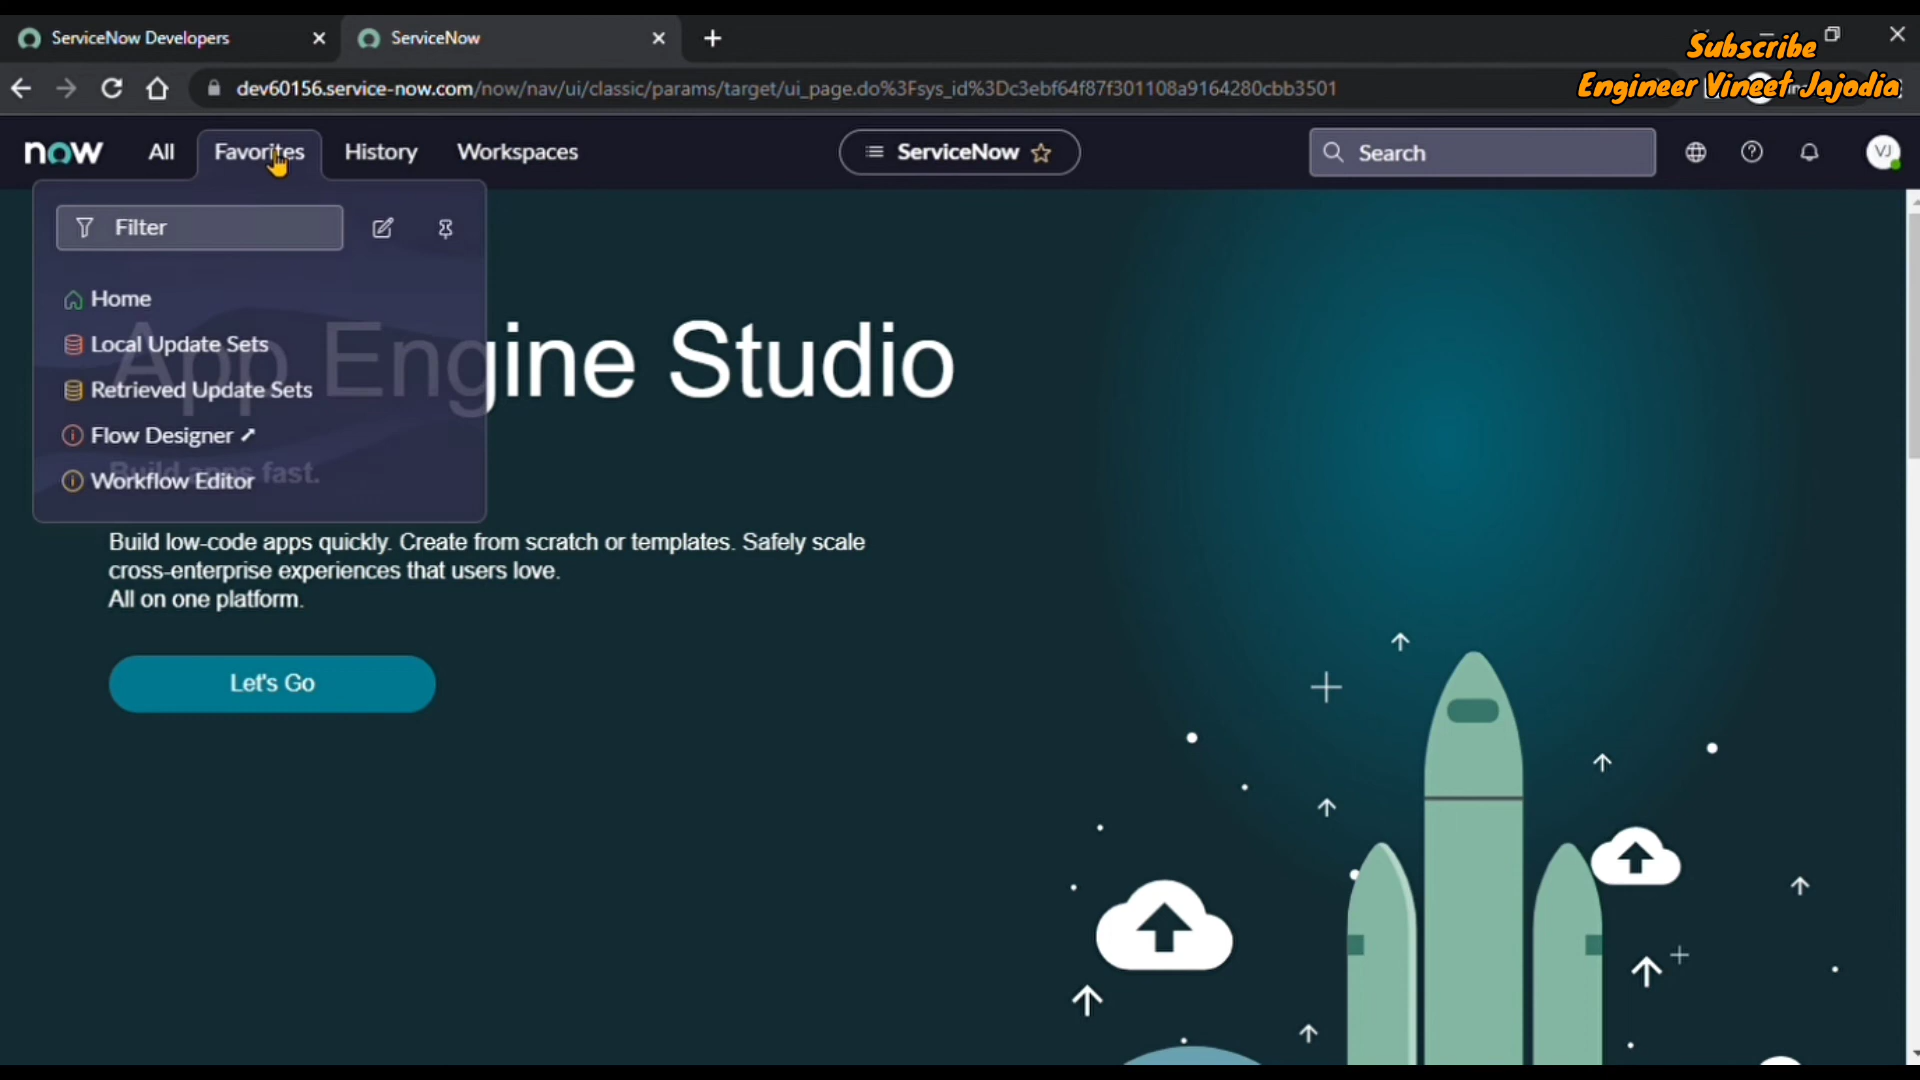 ServiceNow Developers
ServiceNow
Subscribe
Engineer Vineet Jajodia
dev60156.service-now.com/now/nav/ui/classic/params/target/ui_page.do%3Fsys_id%3Dc3ebf64f87f301108a9164280cbb3501
now
All
Favorites
History
Workspaces
ServiceNow
Search
VJ
Filter
Home
Local Update Sets
Retrieved Update Sets
Flow Designer
Workflow Editor
App Engine Studio
Build apps fast.
Build low-code apps quickly. Create from scratch or templates. Safely scale
cross-enterprise experiences that users love.
All on one platform.
Let's Go